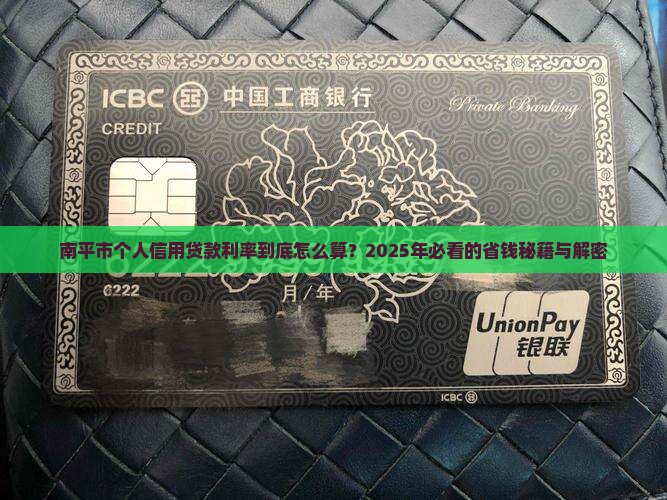 ICBC 中国工商银行
Private Banking
CREDIT
南平市个人信用贷款利率到底怎么算？2025年必看的省钱秘籍与解密
6222
月/年
UnionPay
银联
ICBC